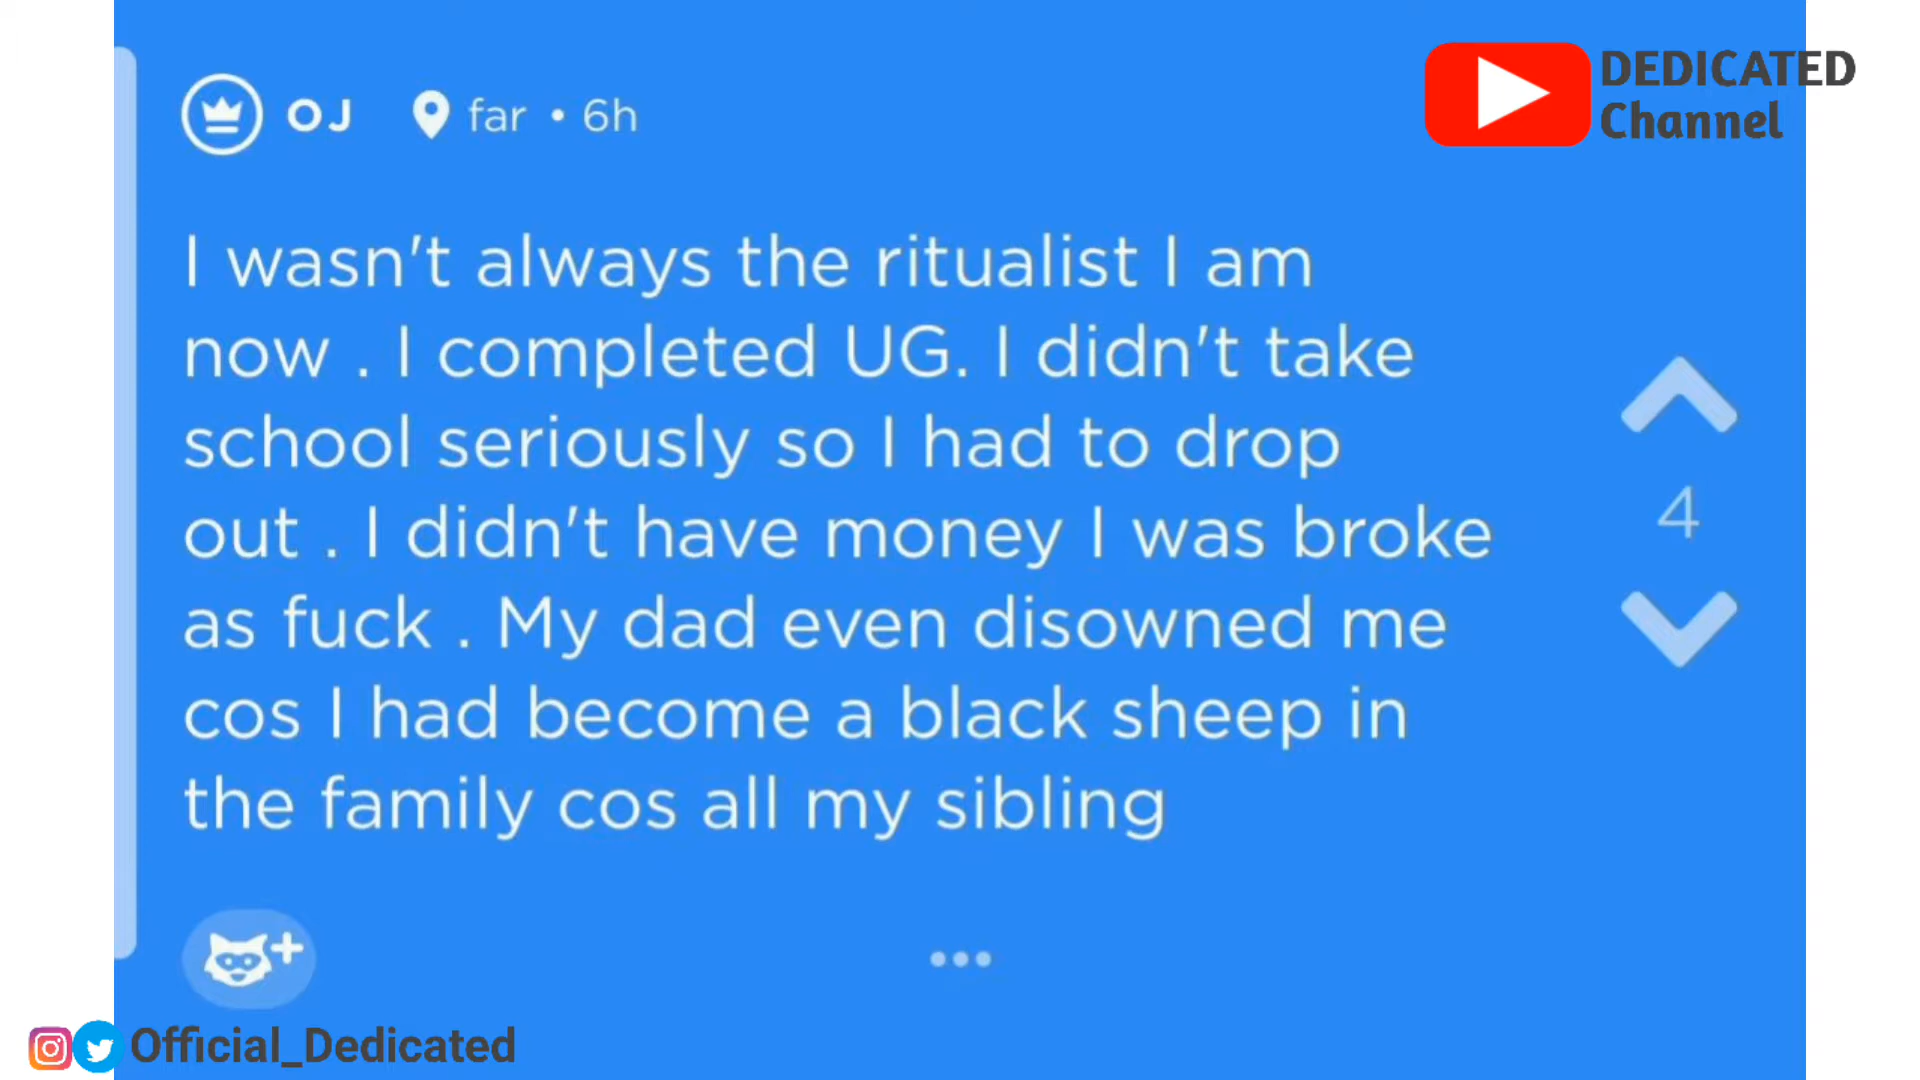 OJ far • 6h
DEDICATED
Channel
I wasn't always the ritualist I am
now . I completed UG. I didn't take
school seriously so I had to drop
out . I didn't have money I was broke
as fuck . My dad even disowned me
cos I had become a black sheep in
the family cos all my sibling
4
Official_Dedicated